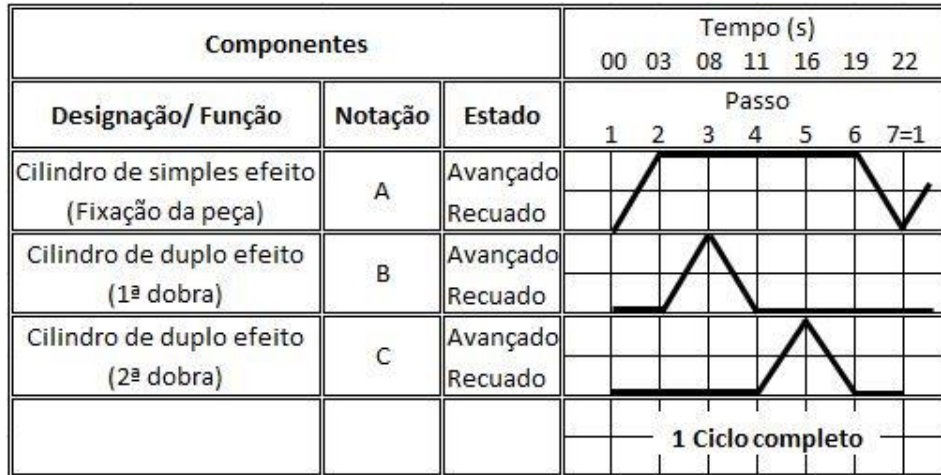 Componentes
Tempo (s)
00 03 08 11 16 19 22
Designação/ Função
Notação
Estado
Passo
1 2 3 4 5 6 7=1
Cilindro de simples efeito
(Fixação da peça)
A
Avançado
Recuado
Cilindro de duplo efeito
(1ª dobra)
B
Avançado
Recuado
Cilindro de duplo efeito
(2ª dobra)
C
Avançado
Recuado
1 Ciclo completo